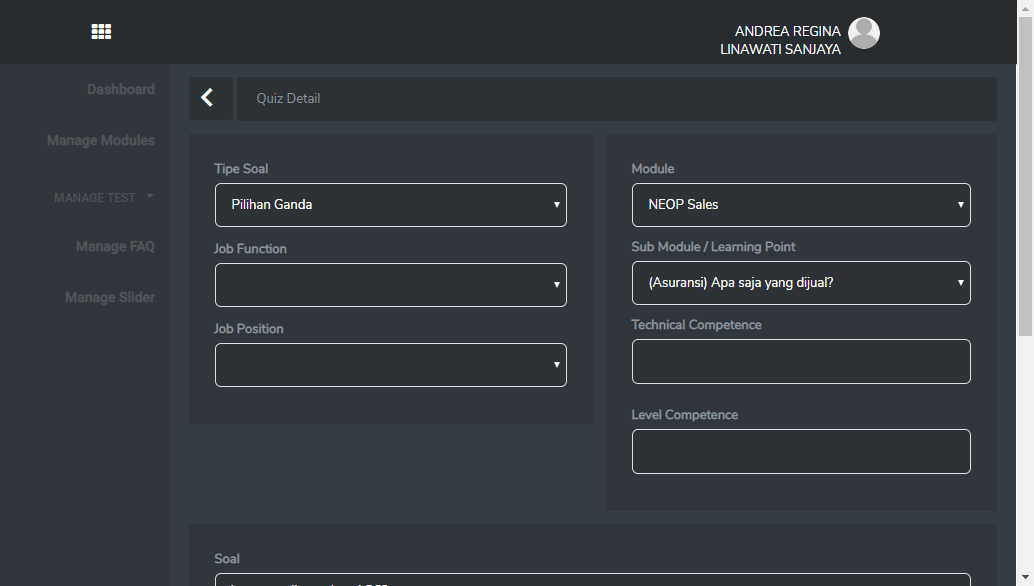 ANDREA REGINA
LINAWATI SANJAYA
Dashboard
Manage Modules
MANAGE TEST
Manage FAQ
Manage Slider
Quiz Detail
Tipe Soal
Pilihan Ganda
Job Function
Job Position
Module
NEOP Sales
Sub Module / Learning Point
(Asuransi) Apa saja yang dijual?
Technical Competence
Level Competence
Soal